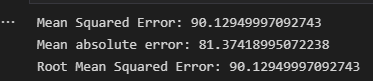 ... Mean Squared Error: 90.12949997092743
Mean absolute error: 81.37418995072238
Root Mean Squared Error: 90.12949997092743